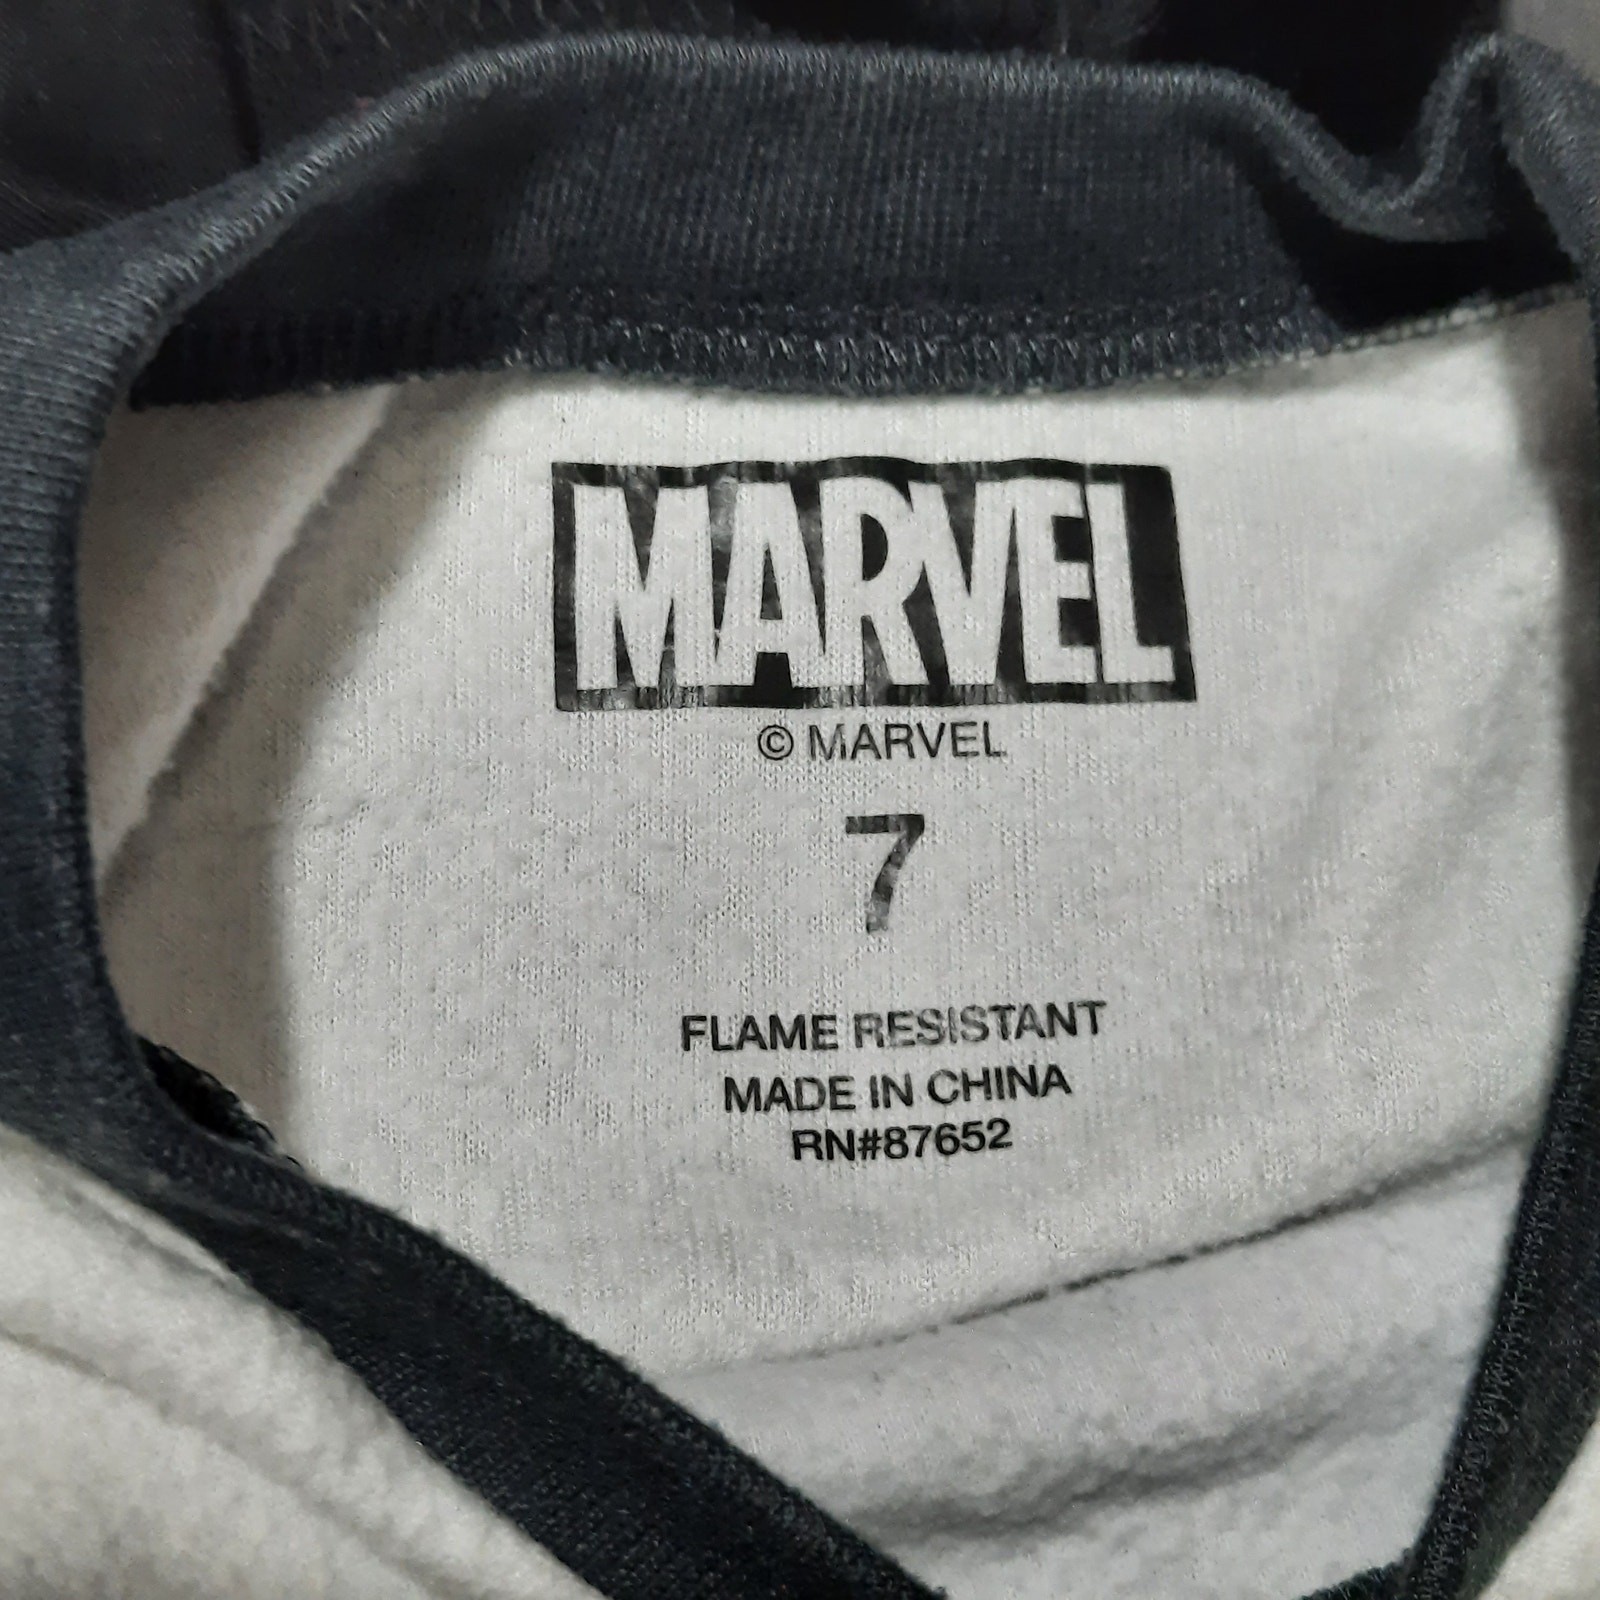 MARVEL
© MARVEL
7
FLAME RESISTANT
MADE IN CHINA
RN#87652